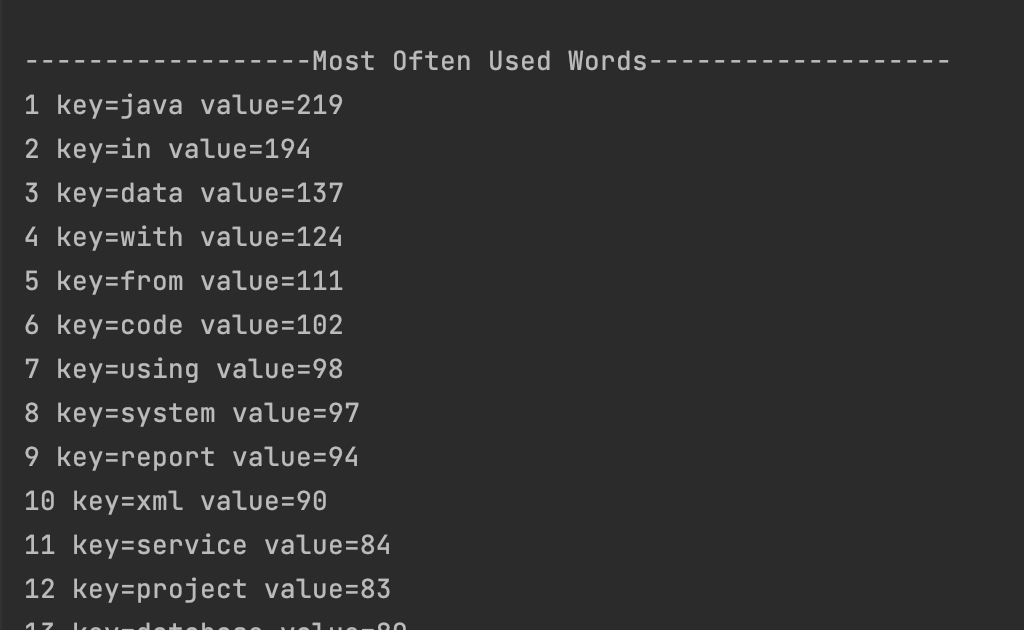 ------------------Most Often Used Words-------------------
1 key=java value=219
2 key=in value=194
3 key=data value=137
4 key=with value=124
5 key=from value=111
6 key=code value=102
7 key=using value=98
8 key=system value=97
9 key=report value=94
10 key=xml value=90
11 key=service value=84
12 key=project value=83
13 key=database